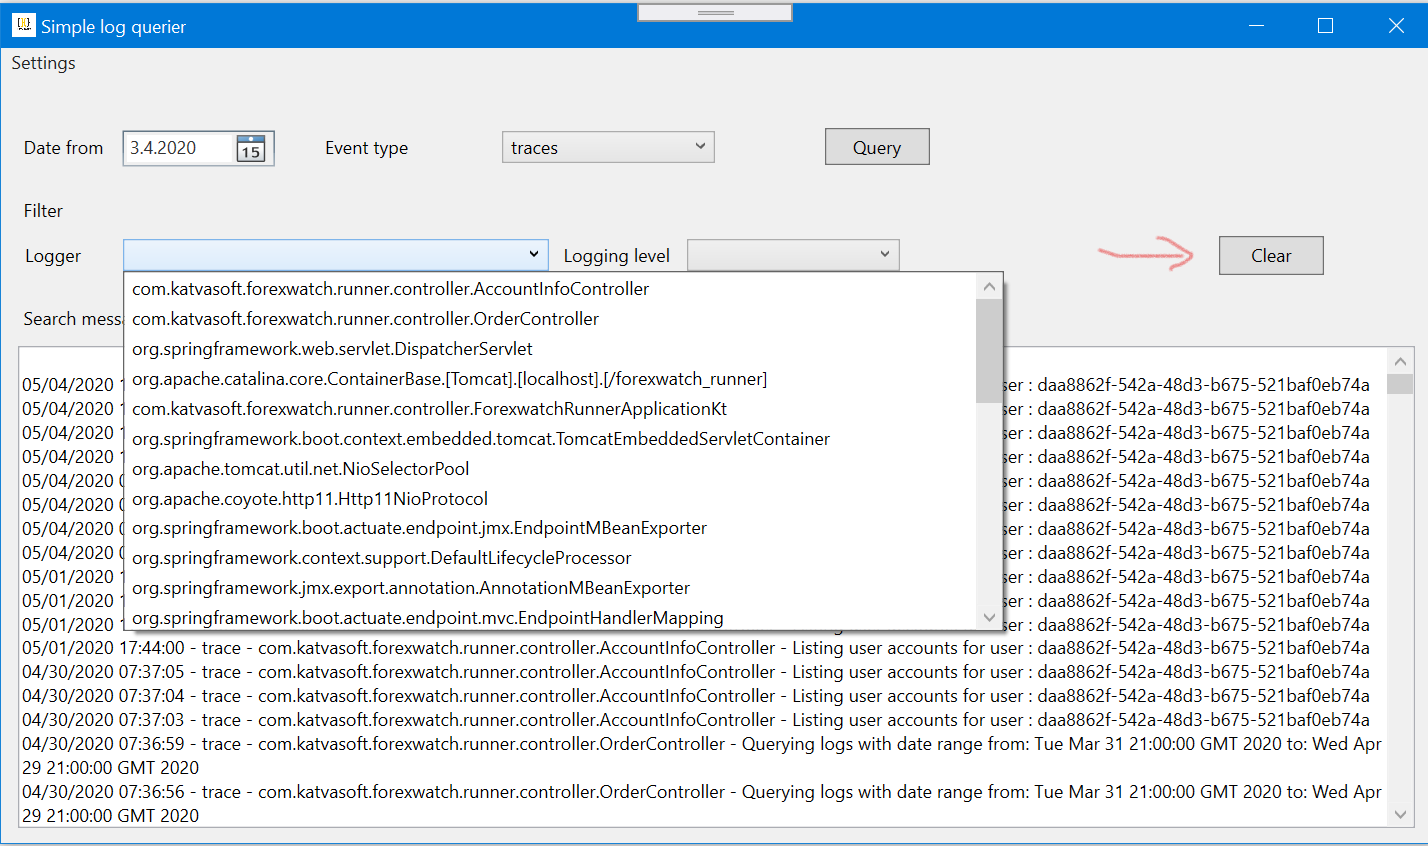 Simple log querier
Settings
Date from 3.4.2020 15 Event type traces Query
Filter
Logger Logging level Clear
com.katvasoft.forexwatch.runner.controller.AccountInfoController
com.katvasoft.forexwatch.runner.controller.OrderController
Search messa
org.springframework.web.servlet.DispatcherServlet
org.apache.catalina.core.ContainerBase.[Tomcat].[localhost].[/forexwatch_runner]
com.katvasoft.forexwatch.runner.controller.ForexwatchRunnerApplicationKt
org.springframework.boot.context.embedded.tomcat.TomcatEmbeddedServletContainer
org.apache.tomcat.util.net.NioSelectorPool
org.apache.coyote.http11.Http11NioProtocol
org.springframework.boot.actuate.endpoint.jmx.EndpointMBeanExporter
org.springframework.context.support.DefaultLifecycleProcessor
org.springframework.jmx.export.annotation.AnnotationMBeanExporter
org.springframework.boot.actuate.endpoint.mvc.EndpointHandlerMapping
05/04/2020 1 ser : daa8862f-542a-48d3-b675-521baf0eb74a
05/04/2020 1 ser : daa8862f-542a-48d3-b675-521baf0eb74a
05/04/2020 1 ser : daa8862f-542a-48d3-b675-521baf0eb74a
05/04/2020 1 ser : daa8862f-542a-48d3-b675-521baf0eb74a
05/04/2020 0 ser : daa8862f-542a-48d3-b675-521baf0eb74a
05/04/2020 0 ser : daa8862f-542a-48d3-b675-521baf0eb74a
05/04/2020 0 ser : daa8862f-542a-48d3-b675-521baf0eb74a
05/04/2020 0 ser : daa8862f-542a-48d3-b675-521baf0eb74a
05/01/2020 1 ser : daa8862f-542a-48d3-b675-521baf0eb74a
05/01/2020 1 ser : daa8862f-542a-48d3-b675-521baf0eb74a
05/01/2020 1 ser : daa8862f-542a-48d3-b675-521baf0eb74a
05/01/2020 17:44:00 - trace - com.katvasoft.forexwatch.runner.controller.AccountInfoController - Listing user accounts for user : daa8862f-542a-48d3-b675-521baf0eb74a
04/30/2020 07:37:05 - trace - com.katvasoft.forexwatch.runner.controller.AccountInfoController - Listing user accounts for user : daa8862f-542a-48d3-b675-521baf0eb74a
04/30/2020 07:37:04 - trace - com.katvasoft.forexwatch.runner.controller.AccountInfoController - Listing user accounts for user : daa8862f-542a-48d3-b675-521baf0eb74a
04/30/2020 07:37:03 - trace - com.katvasoft.forexwatch.runner.controller.AccountInfoController - Listing user accounts for user : daa8862f-542a-48d3-b675-521baf0eb74a
04/30/2020 07:36:59 - trace - com.katvasoft.forexwatch.runner.controller.OrderController - Querying logs with date range from: Tue Mar 31 21:00:00 GMT 2020 to: Wed Apr
29 21:00:00 GMT 2020
04/30/2020 07:36:56 - trace - com.katvasoft.forexwatch.runner.controller.OrderController - Querying logs with date range from: Tue Mar 31 21:00:00 GMT 2020 to: Wed Apr
29 21:00:00 GMT 2020